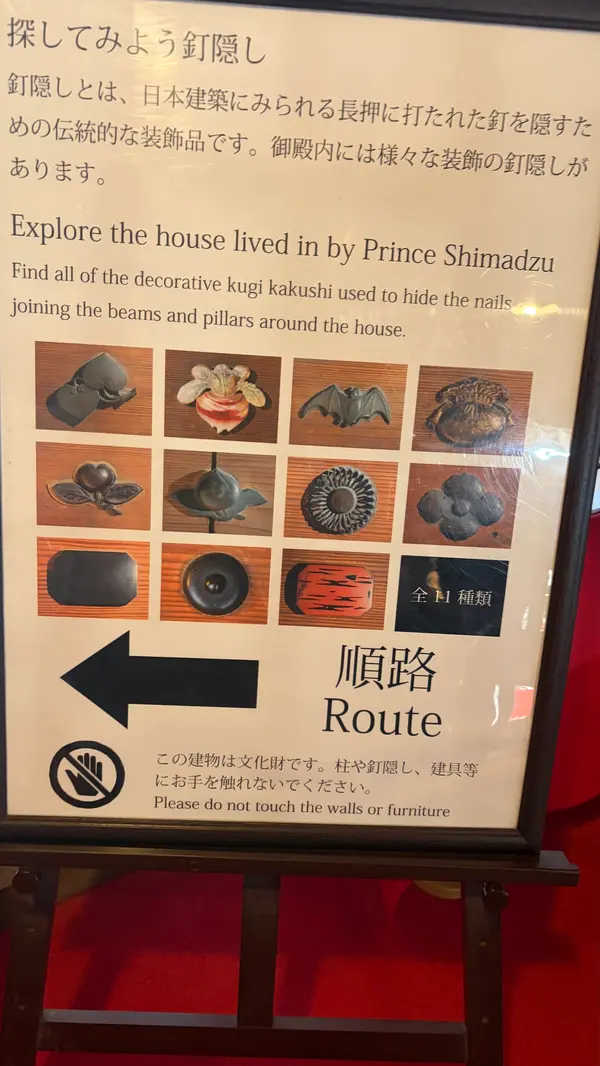 探してみよう釘隠し
釘隠しとは、日本建築にみられる長押に打たれた釘を隠すた
めの伝統的な装飾品です。御殿内には様々な装飾の釘隠しが
あります。
Explore the house lived in by Prince Shimadzu
Find all of the decorative kugi kakushi used to hide the nails
joining the beams and pillars around the house.
全 11 種類
順路
Route
この建物は文化財です。柱や釘隠し、建具等
にお手を触れないでください。
Please do not touch the walls or furniture